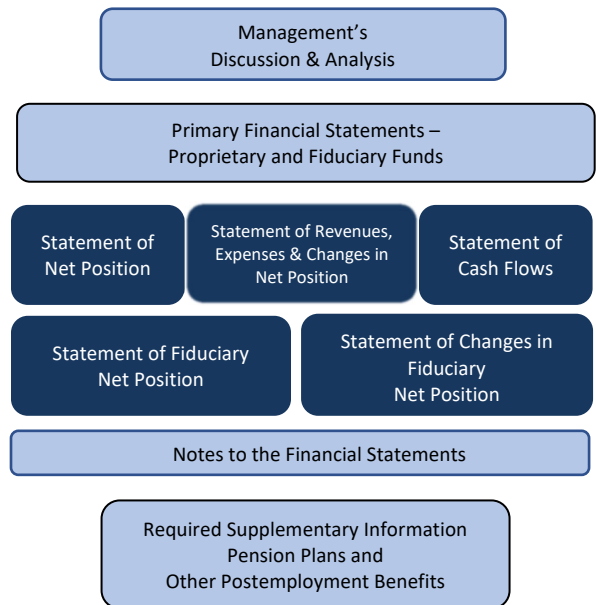 Management’s
Discussion & Analysis
Primary Financial Statements –
Proprietary and Fiduciary Funds
Statement of
Net Position
Statement of Revenues,
Expenses & Changes in
Net Position
Statement of
Cash Flows
Statement of Fiduciary
Net Position
Statement of Changes in
Fiduciary
Net Position
Notes to the Financial Statements
Required Supplementary Information
Pension Plans and
Other Postemployment Benefits